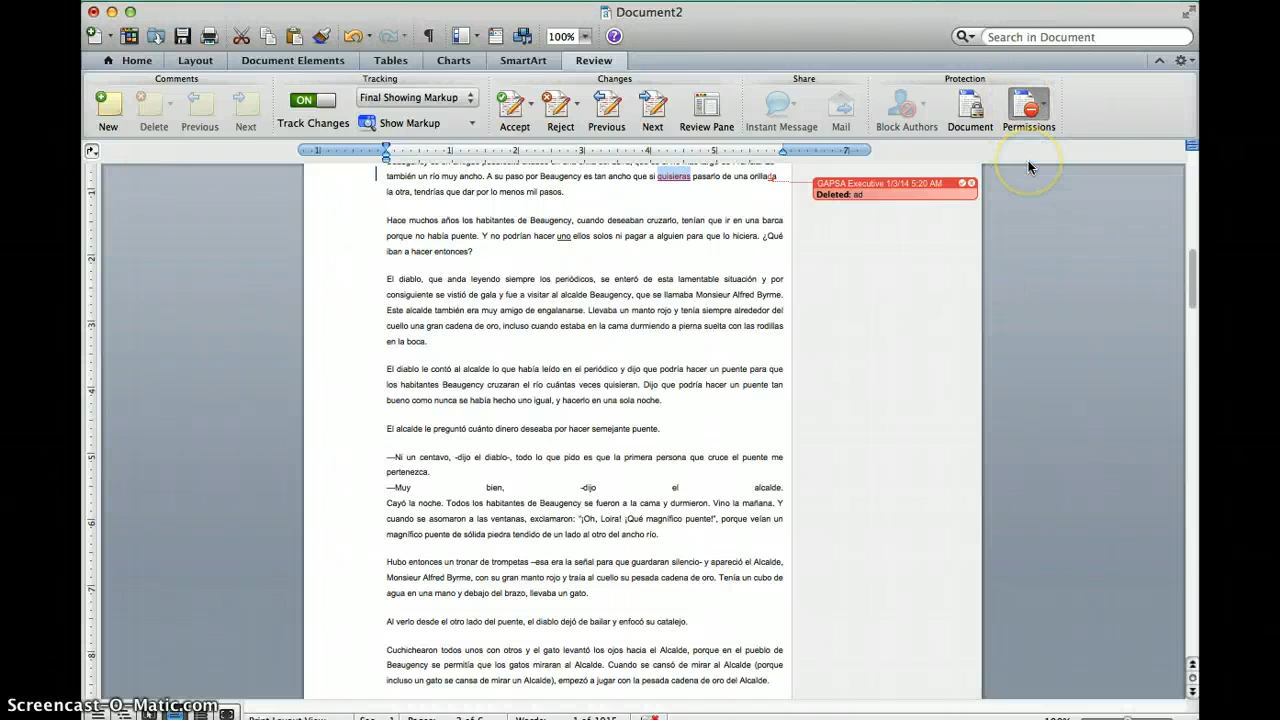 Document2
100%
Search in Document
Home Layout Document Elements Tables Charts SmartArt Review
Comments Tracking Changes Share Protection
ON Final Showing Markup
New Delete Previous Next Track Changes Show Markup Accept Reject Previous Next Review Pane Instant Message Mail Block Authors Document Permissions
también un río muy ancho. A su paso por Beaugency es tan ancho que si quisieras pasarlo de una orillada
la otra, tendrías que dar por lo menos mil pasos.
GAPSA Executive 1/3/14 5:20 AM
Deleted: ad
Hace muchos años los habitantes de Beaugency, cuando deseaban cruzarlo, tenían que ir en una barca
porque no había puente. Y no podrían hacer uno ellos solos ni pagar a alguien para que lo hiciera. ¿Qué
iban a hacer entonces?
El diablo, que anda leyendo siempre los periódicos, se enteró de esta lamentable situación y por
consiguiente se vistió de gala y fue a visitar al alcalde Beaugency, que se llamaba Monsieur Alfred Byrme.
Este alcalde también era muy amigo de engalanarse. Llevaba un manto rojo y tenía siempre alrededor del
cuello una gran cadena de oro, incluso cuando estaba en la cama durmiendo a pierna suelta con las rodillas
en la boca.
El diablo le contó al alcalde lo que había leído en el periódico y dijo que podría hacer un puente para que
los habitantes Beaugency cruzaran el río cuántas veces quisieran. Dijo que podría hacer un puente tan
bueno como nunca se había hecho uno igual, y hacerlo en una sola noche.
El alcalde le preguntó cuánto dinero deseaba por hacer semejante puente.
—Ni un centavo, -dijo el diablo-, todo lo que pido es que la primera persona que cruce el puente me
pertenezca.
—Muy bien, -dijo el alcalde.
Cayó la noche. Todos los habitantes de Beaugency se fueron a la cama y durmieron. Vino la mañana. Y
cuando se asomaron a las ventanas, exclamaron: "¡Oh, Loira! ¡Qué magnífico puente!", porque veían un
magnífico puente de sólida piedra tendido de un lado al otro del ancho río.
Hubo entonces un tronar de trompetas –esa era la señal para que guardaran silencio- y apareció el Alcalde,
Monsieur Alfred Byrme, con su gran manto rojo y traía al cuello su pesada cadena de oro. Tenía un cubo de
agua en una mano y debajo del brazo, llevaba un gato.
Al verlo desde el otro lado del puente, el diablo dejó de bailar y enfocó su catalejo.
Cuchichearon todos unos con otros y el gato levantó los ojos hacia el Alcalde, porque en el pueblo de
Beaugency se permitía que los gatos miraran al Alcalde. Cuando se cansó de mirar al Alcalde (porque
incluso un gato se cansa de mirar un Alcalde), empezó a jugar con la pesada cadena de oro del Alcalde.
Screencast-O-Matic.com